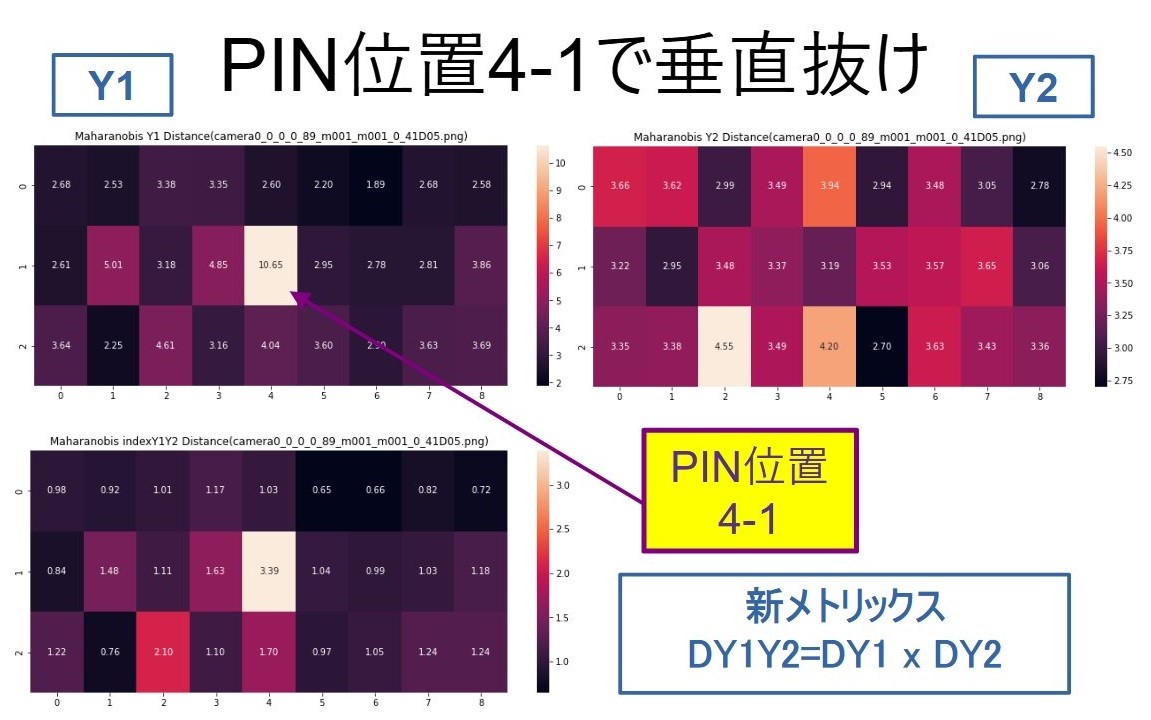 PIN位置4-1で垂直抜け
Y1
Y2
Maharanobis Y1 Distance(camera0_0_0_0_89_m001_m001_0_41D05.png)
0 2.68 2.53 3.38 3.35 2.60 2.20 1.89 2.68 2.58
1 2.61 5.01 3.18 4.85 10.65 2.95 2.78 2.81 3.86
2 3.64 2.25 4.61 3.16 4.04 3.60 3.63 3.69
0 1 2 3 4 5 6 7 8
10
9
8
7
6
5
4
3
2
Maharanobis Y2 Distance(camera0_0_0_0_89_m001_m001_0_41D05.png)
0 3.66 3.62 2.99 3.49 3.94 2.94 3.48 3.05 2.78
1 3.22 2.95 3.48 3.37 3.19 3.53 3.57 3.65 3.06
2 3.35 3.38 4.55 3.49 4.20 2.70 3.63 3.43 3.36
0 1 2 3 4 5 6 7 8
4.50
4.25
4.00
3.75
3.50
3.25
3.00
2.75
Maharanobis indexY1Y2 Distance(camera0_0_0_0_89_m001_m001_0_41D05.png)
0 0.98 0.92 1.01 1.17 1.03 0.65 0.66 0.82 0.72
1 0.84 1.48 1.11 1.63 3.39 1.04 0.99 1.03 1.18
2 1.22 0.76 2.10 1.10 1.70 0.97 1.05 1.24 1.24
0 1 2 3 4 5 6 7 8
3.0
2.5
2.0
1.5
1.0
PIN位置
4-1
新メトリックス
DY1Y2=DY1 x DY2